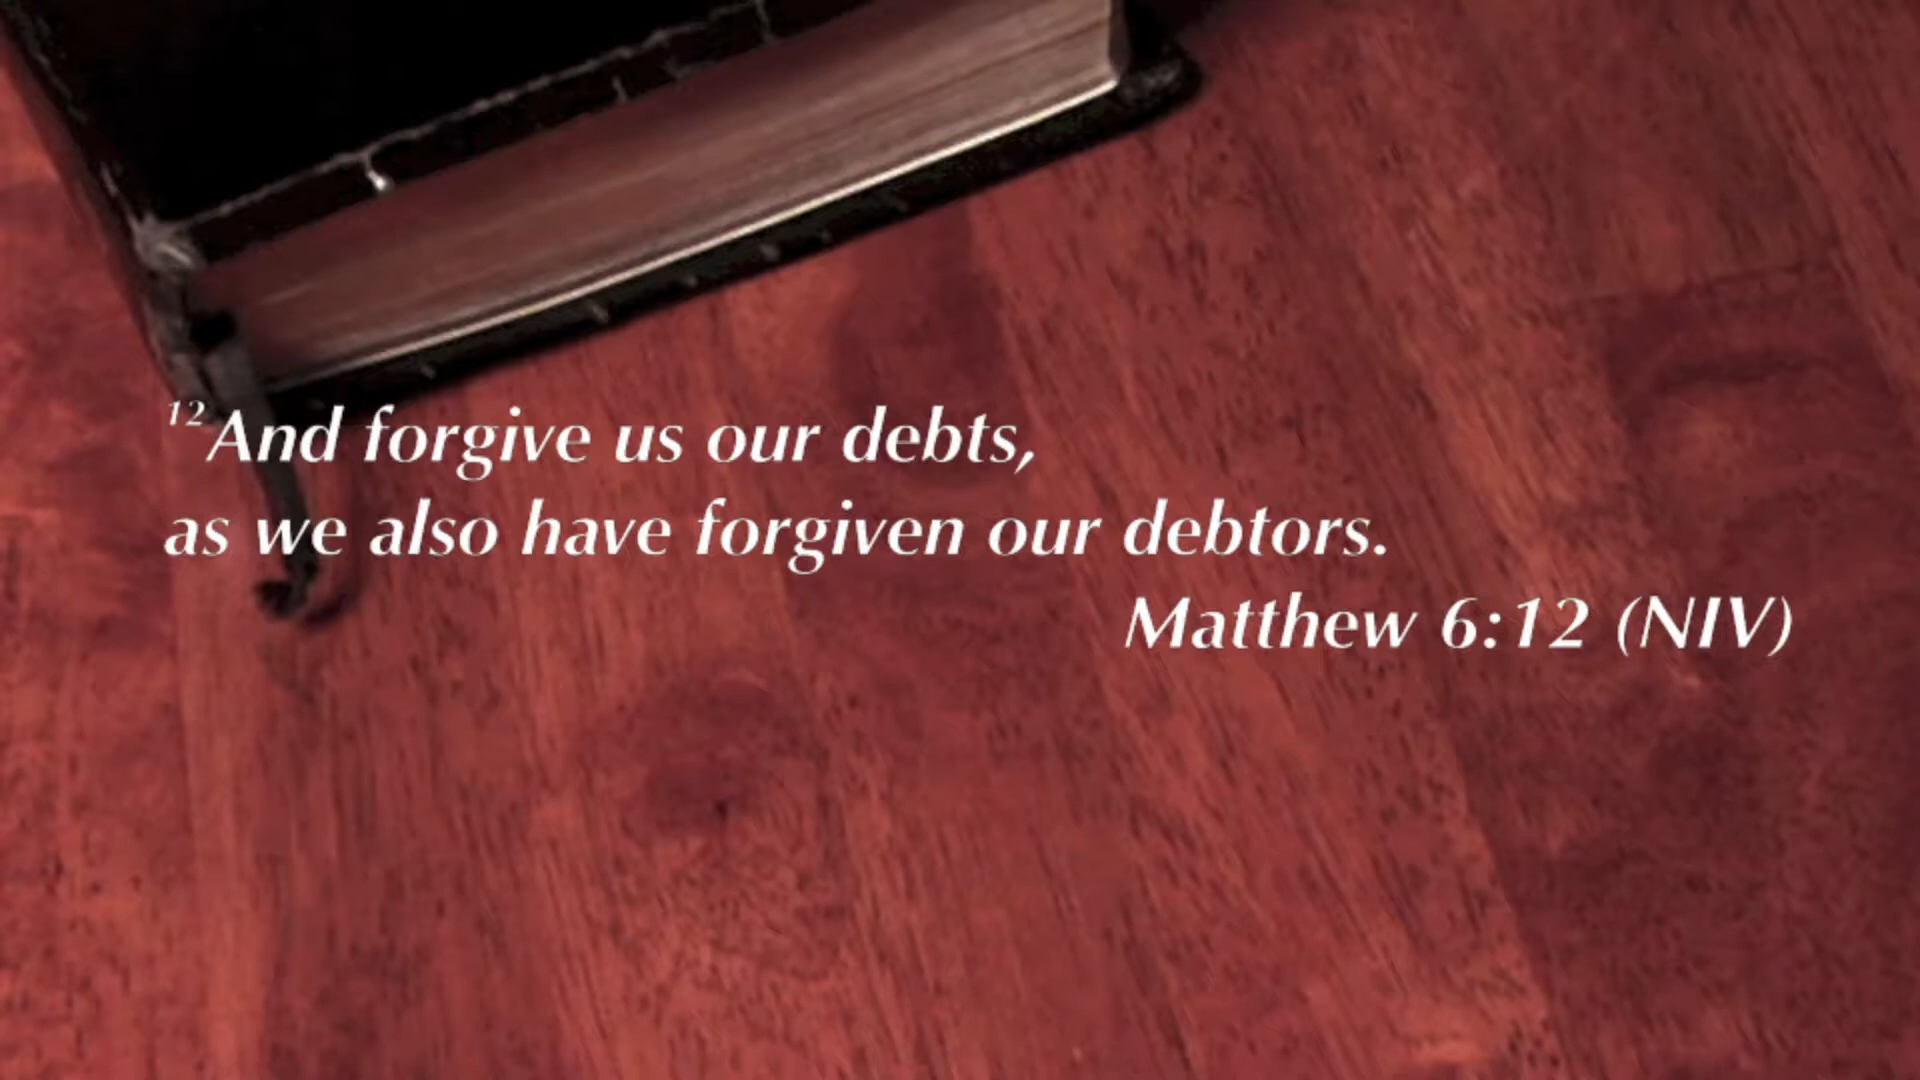 12And forgive us our debts,
as we also have forgiven our debtors.
Matthew 6:12 (NIV)